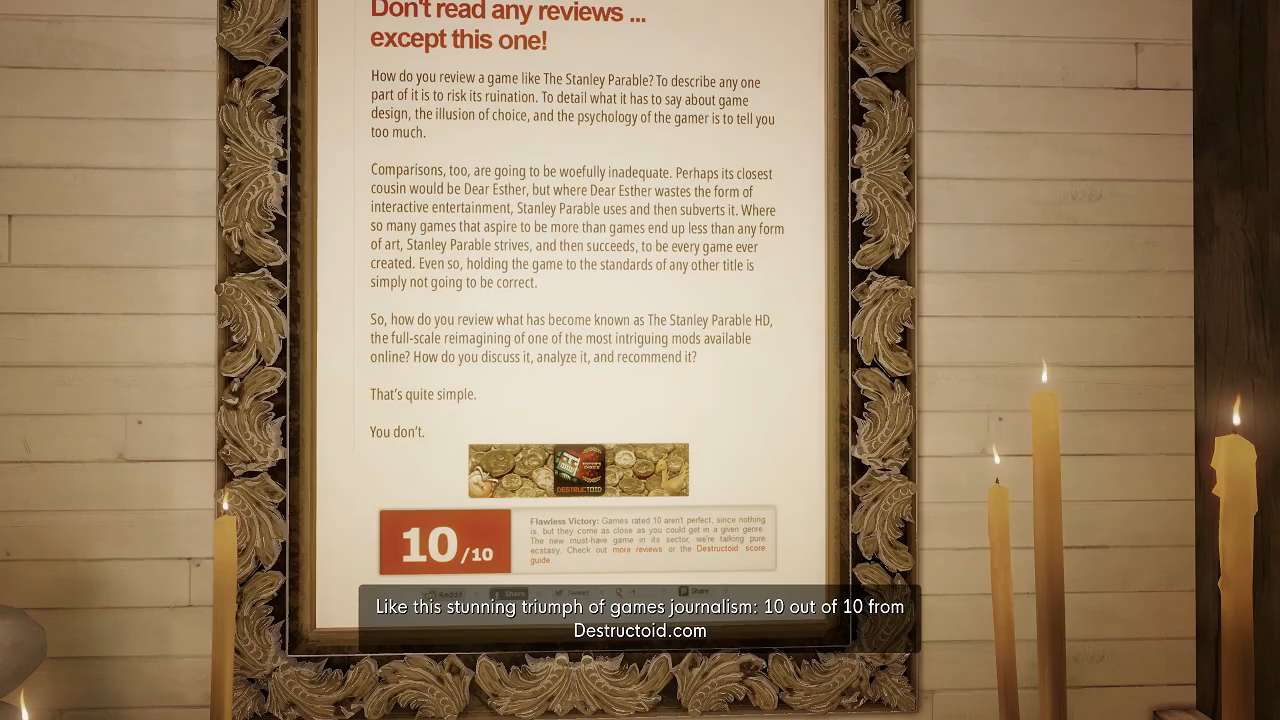 Don't read any reviews ...
except this one!
How do you review a game like The Stanley Parable? To describe any one
part of it is to risk its ruination. To detail what it has to say about game
design, the illusion of choice, and the psychology of the gamer is to tell you
too much.
Comparisons, too, are going to be woefully inadequate. Perhaps its closest
cousin would be Dear Esther, but where Dear Esther wastes the form of
interactive entertainment, Stanley Parable uses and then subverts it. Where
so many games that aspire to be more than games end up less than any form
of art, Stanley Parable strives, and then succeeds, to be every game ever
created. Even so, holding the game to the standards of any other title is
simply not going to be correct.
So, how do you review what has become known as The Stanley Parable HD,
the full-scale reimagining of one of the most intriguing mods available
online? How do you discuss it, analyze it, and recommend it?
That's quite simple.
You don't.
DESTRUCTOID
10/10
Flawless Victory: Games rated 10 aren't perfect, since nothing
is, but they come as close as you could get in a given genre.
The new must-have game in its sector, we're talking pure
ecstasy. Check out more reviews or the Destructoid score
guide.
Reddit Share Tweet Share
Like this stunning triumph of games journalism: 10 out of 10 from
Destructoid.com